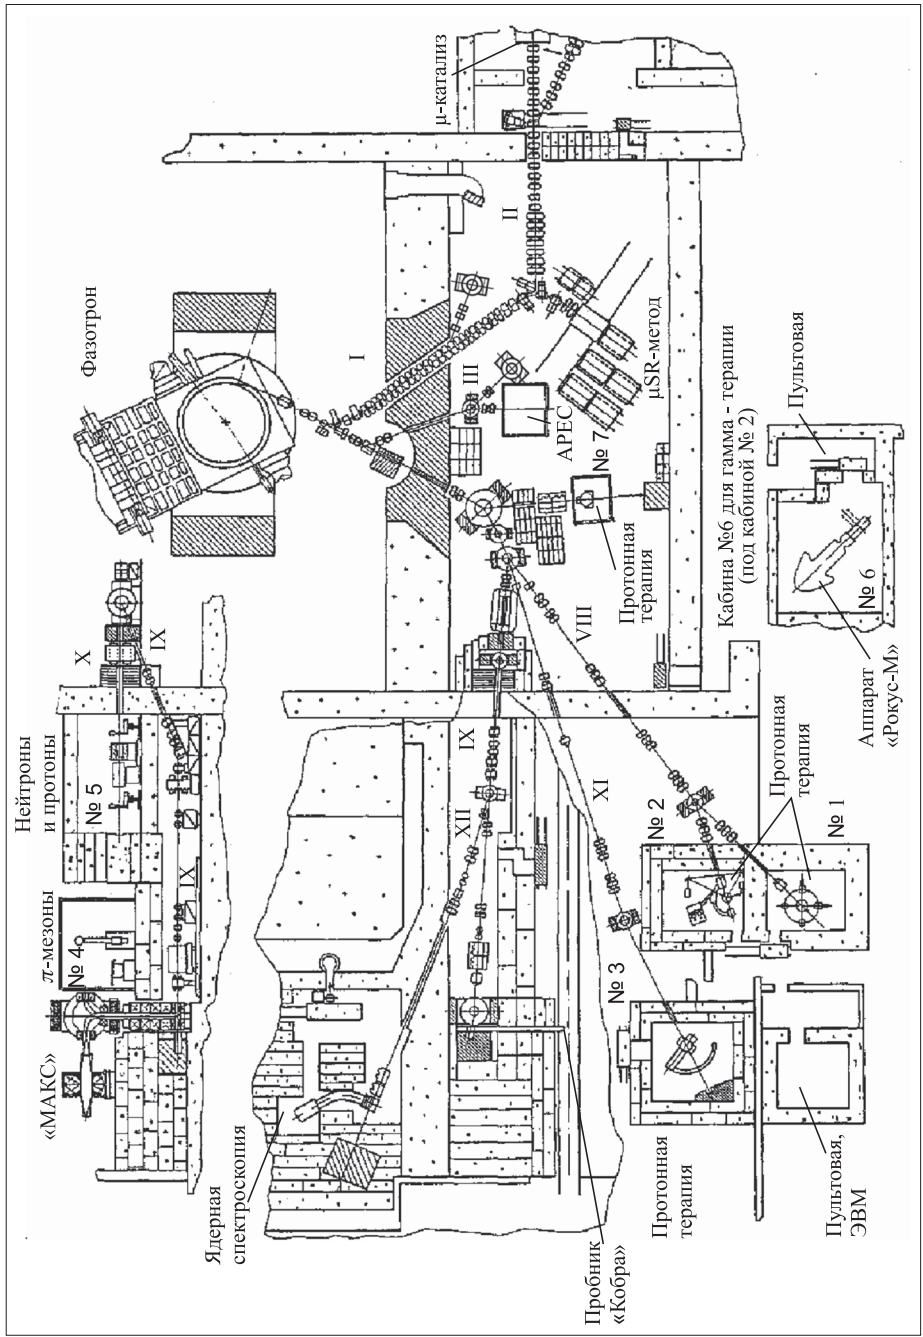 Нейтроны
и протоны
π-мезоны
«МАКС»
№ 4
№ 5
X
IX
IX
Фазотрон
I
II
III
μ-катализ
μSR-метод
АРЕС
№ 7
Протонная
терапия
VIII
IX
XII
XI
Ядерная
спектроскопия
Пробник
«Кобра»
№ 3
Протонная
терапия
Пультовая,
ЭВМ
№ 2
№ 1
Протонная
терапия
Кабина №6 для гамма - терапии
(под кабиной № 2)
Пультовая
№ 6
Аппарат
«Рокус-М»